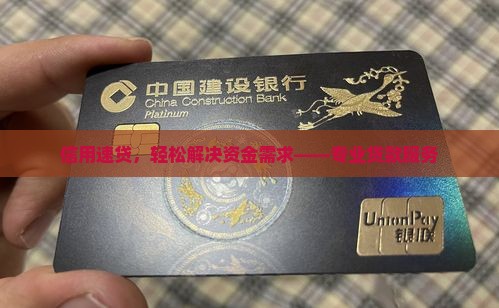 中国建设银行
China Construction Bank
Platinum
信用速贷，轻松解决资金需求——专业贷款服务
UnionPay
银联